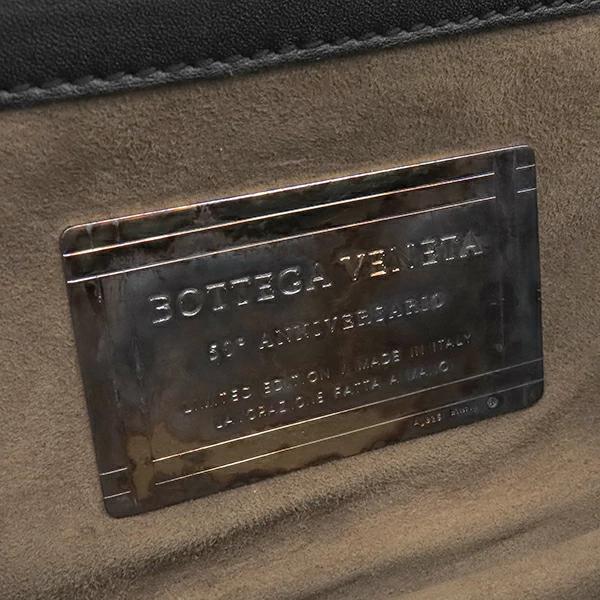 BOTTEGA VENETA
50° ANNIVERSARIO
LIMITED EDITION / MADE IN ITALY
LAVORAZIONE FATTA A MANO